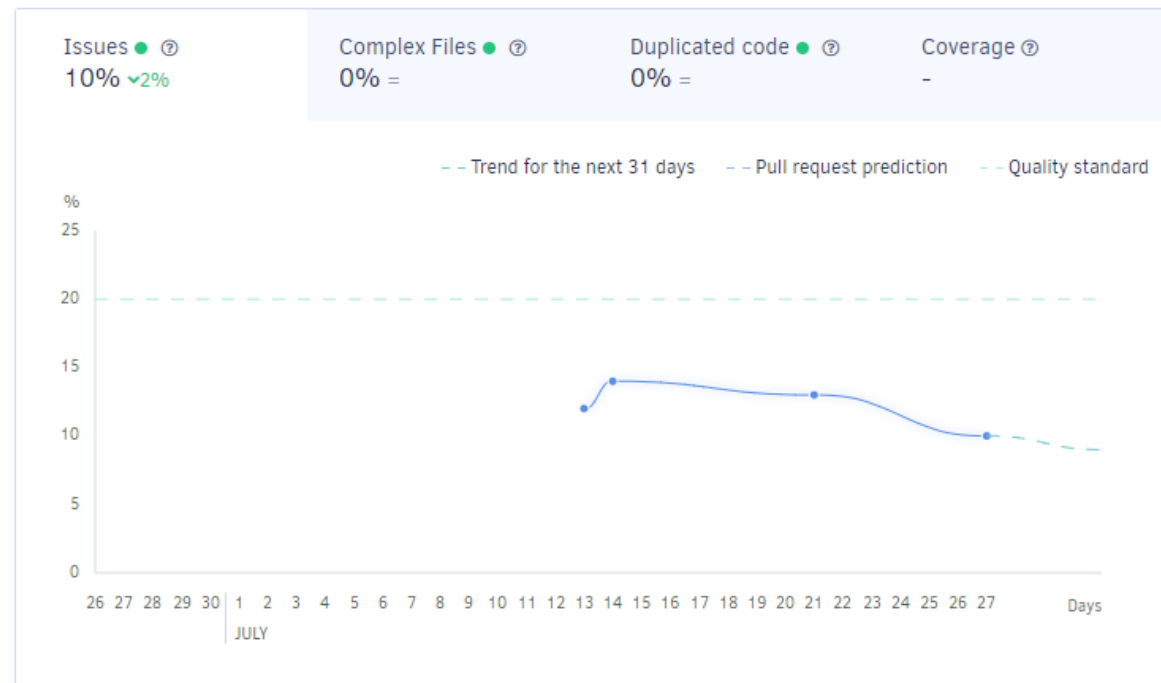 Issues Complex Files Duplicated code Coverage
10% 2% 0% = 0% = -
-- Trend for the next 31 days -- Pull request prediction -- Quality standard
%
25
20
15
10
5
0
26 27 28 29 30 1 2 3 4 5 6 7 8 9 10 11 12 13 14 15 16 17 18 19 20 21 22 23 24 25 26 27 Days
JULY